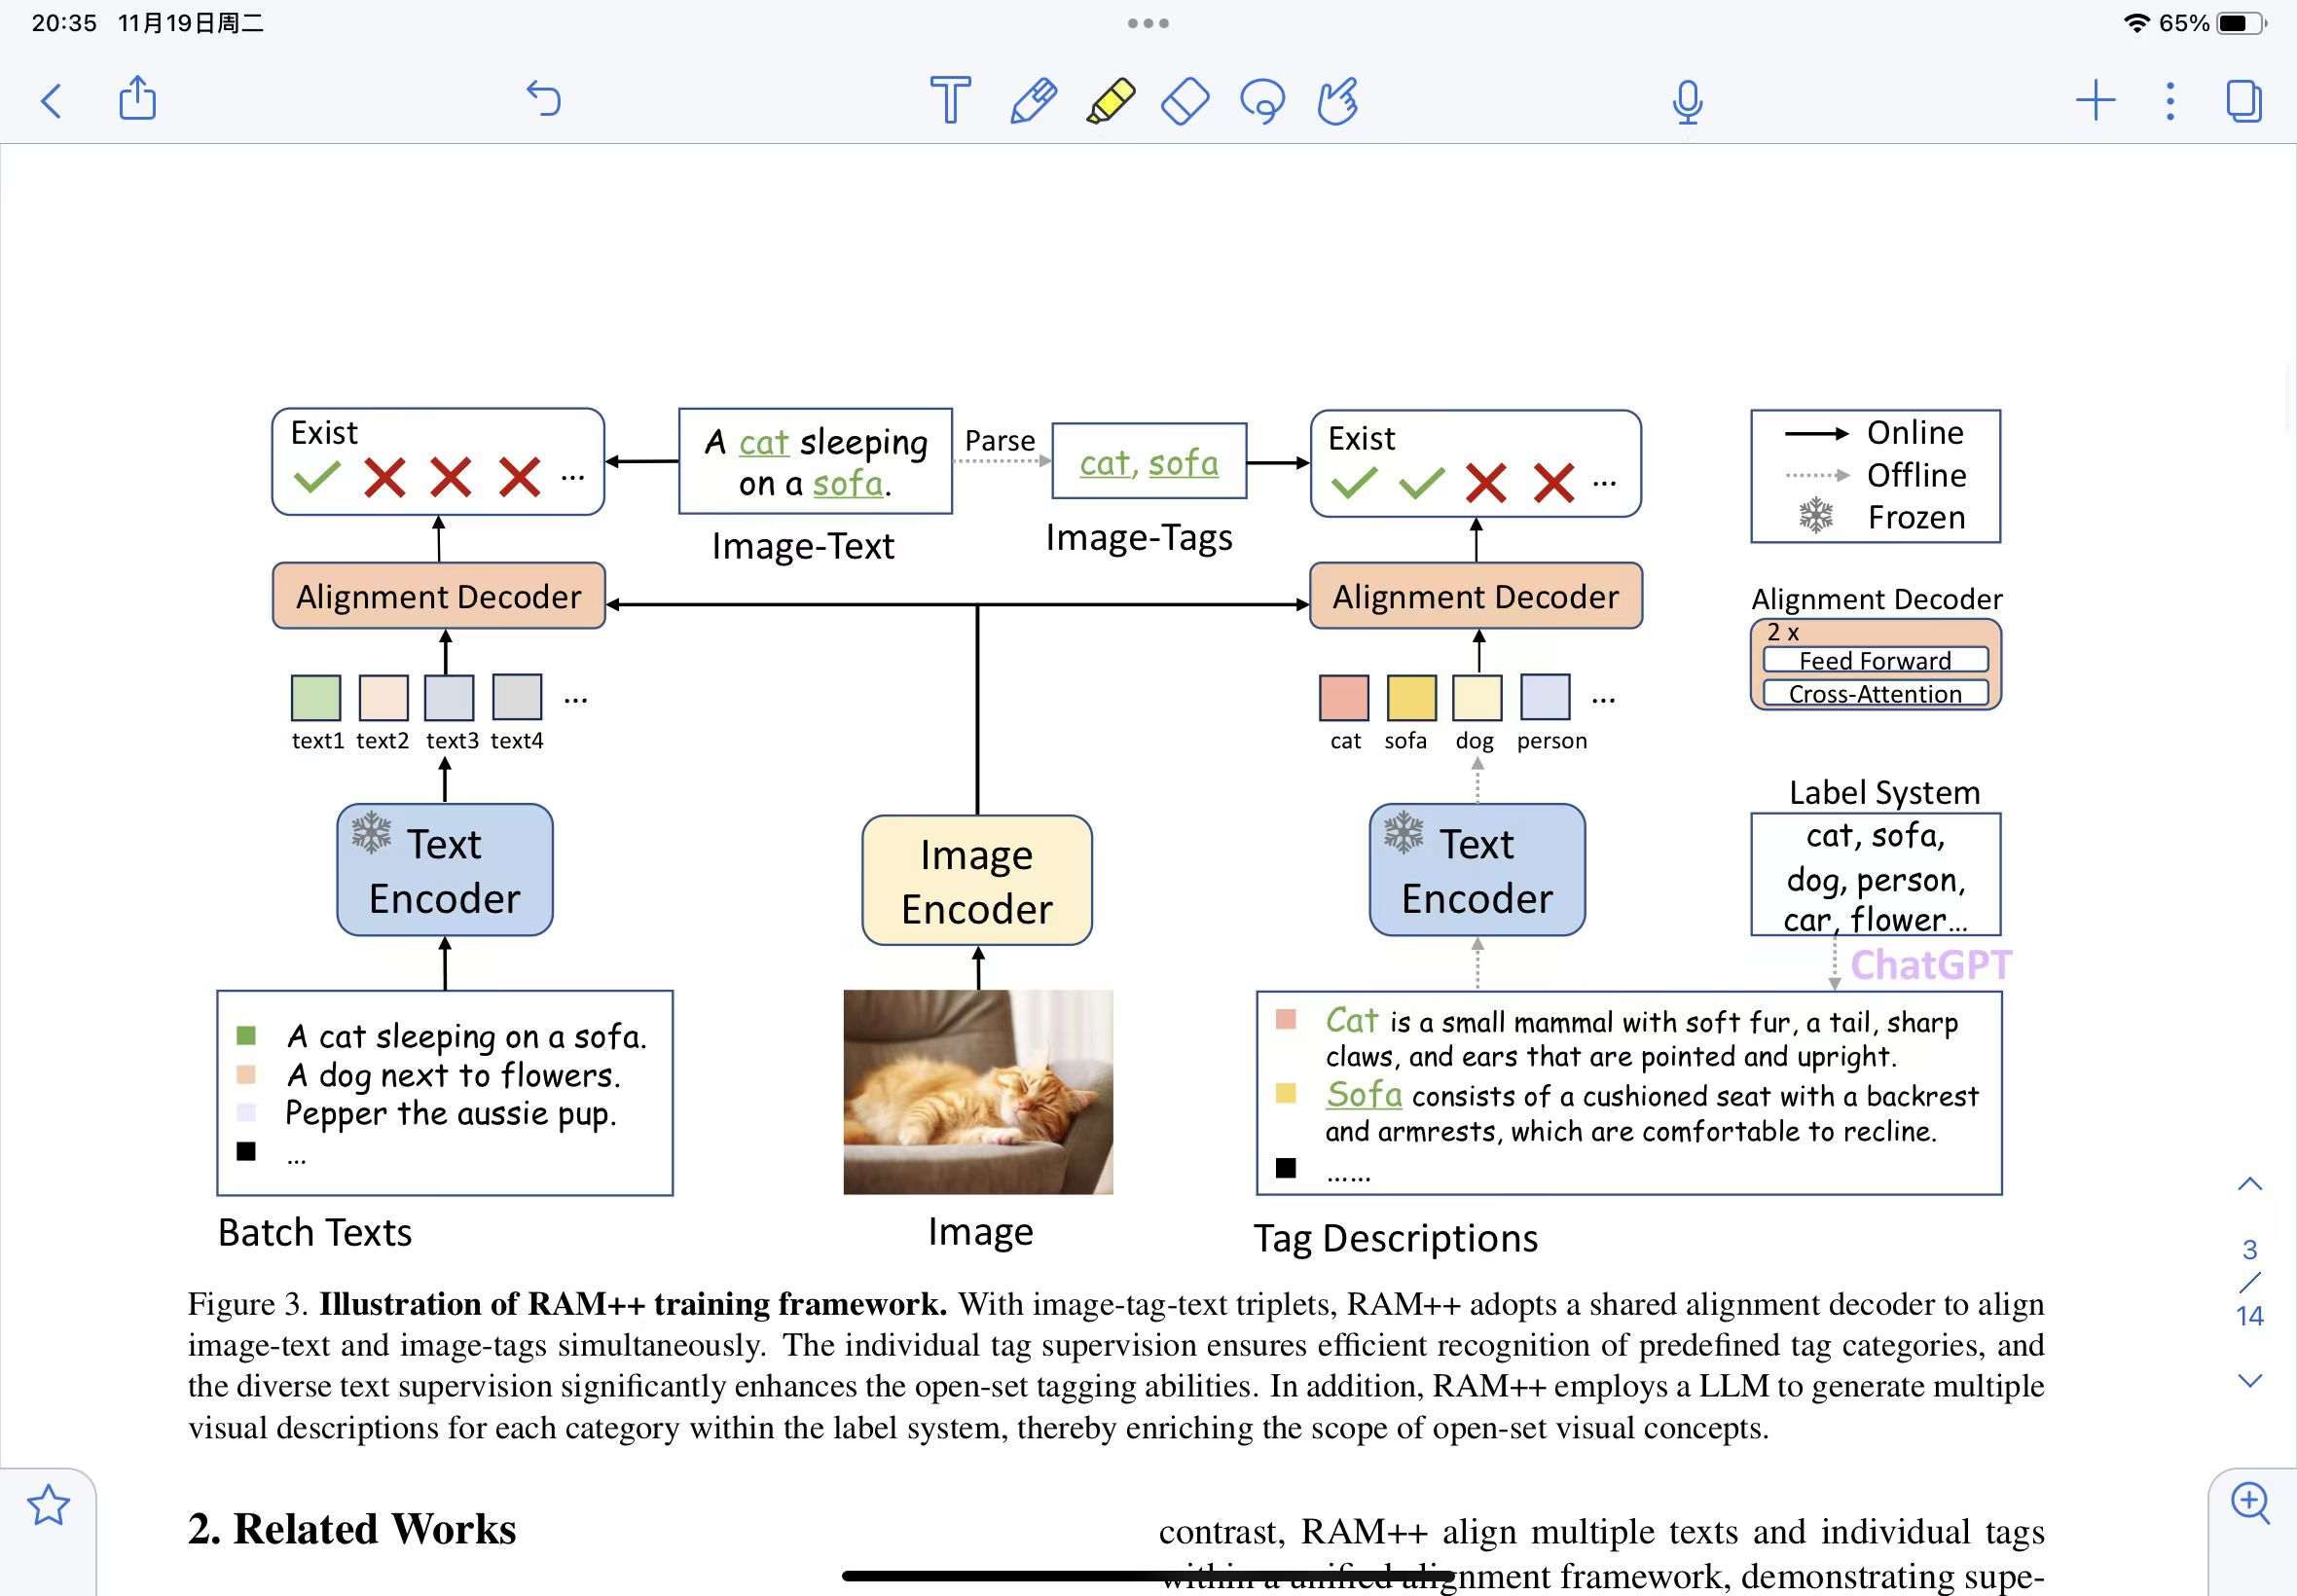 20:35 11月19日周二
65%
Exist
...
A cat sleeping
on a sofa.
Image-Text
Parse
cat, sofa
Image-Tags
Exist
...
Online
Offline
Frozen
Alignment Decoder
Alignment Decoder
Alignment Decoder
2 x
Feed Forward
Cross-Attention
...
text1 text2 text3 text4
...
cat sofa dog person
Text
Encoder
Image
Encoder
Text
Encoder
Label System
cat, sofa,
dog, person,
car, flower...
ChatGPT
A cat sleeping on a sofa.
A dog next to flowers.
Pepper the aussie pup.
...
Batch Texts
Image
Cat is a small mammal with soft fur, a tail, sharp
claws, and ears that are pointed and upright.
Sofa consists of a cushioned seat with a backrest
and armrests, which are comfortable to recline.
......
Tag Descriptions
Figure 3. Illustration of RAM++ training framework. With image-tag-text triplets, RAM++ adopts a shared alignment decoder to align
image-text and image-tags simultaneously. The individual tag supervision ensures efficient recognition of predefined tag categories, and
the diverse text supervision significantly enhances the open-set tagging abilities. In addition, RAM++ employs a LLM to generate multiple
visual descriptions for each category within the label system, thereby enriching the scope of open-set visual concepts.
3
/
14
2. Related Works
contrast, RAM++ align multiple texts and individual tags
within a unified alignment framework, demonstrating supe-